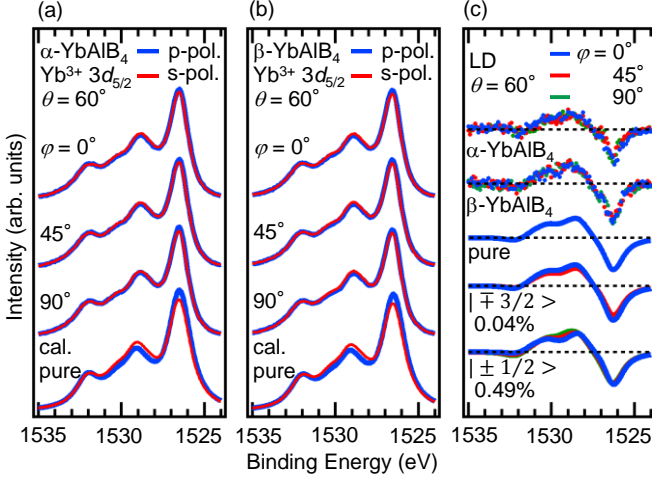 (a)
α-YbAlB₄ p-pol.
Yb³⁺ 3d₅/₂ s-pol.
θ = 60°
φ = 0°
45°
90°
cal.
pure
1535 1530 1525
(b)
β-YbAlB₄ p-pol.
Yb³⁺ 3d₅/₂ s-pol.
θ = 60°
φ = 0°
45°
90°
cal.
pure
1535 1530 1525
(c)
LD φ = 0°
θ = 60° 45°
90°
α-YbAlB₄
β-YbAlB₄
pure
| ∓ 3/2 >
0.04%
| ± 1/2 >
0.49%
1535 1530 1525
Intensity (arb. units)
Binding Energy (eV)